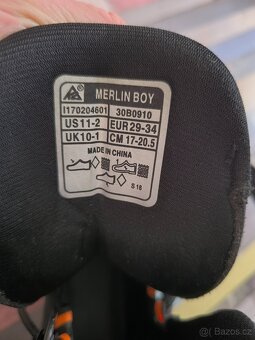 MERLIN BOY
I170204601 30B0910
US11-2 EUR29-34
UK10-1 CM 17-20.5
MADE IN CHINA
S 18
Bazos.cz